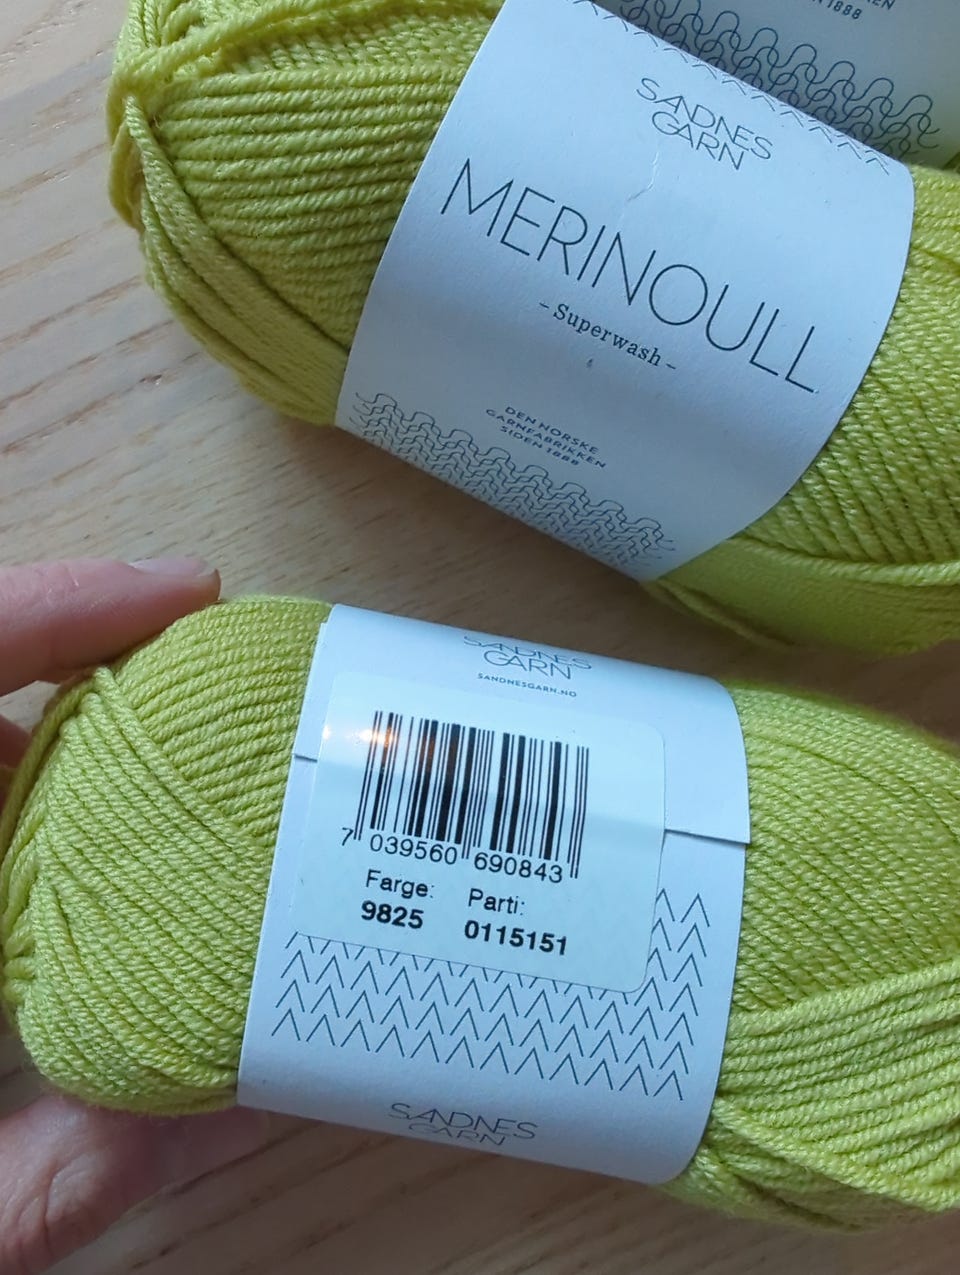 1888
SANDNES
GARN
MERINOULL
- Superwash -
DEN NORSKE
GARNFABRIKKEN
SIDEN 1888
SANDNES
GARN
SANDNESGARN.NO
7 039560 690843
Farge: Parti:
9825 0115151
SANDNES
GARN